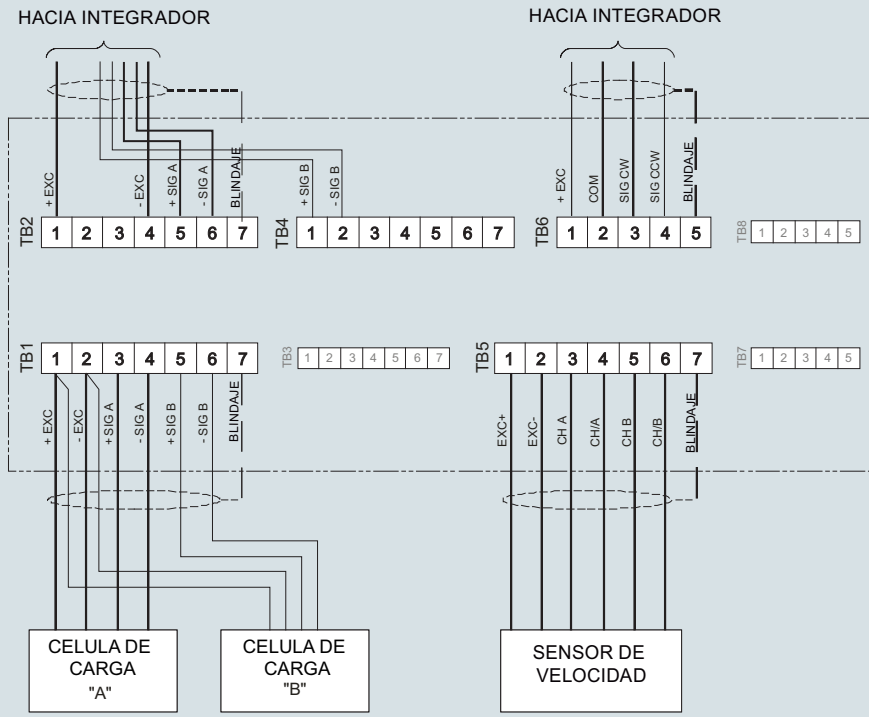 HACIA INTEGRADOR
HACIA INTEGRADOR
+ EXC
- EXC
+ SIG A
- SIG A
BLINDAJE
+ SIG B
- SIG B
+ EXC
COM
SIG CW
SIG CCW
BLINDAJE
TB2
1 2 3 4 5 6 7
TB4
1 2 3 4 5 6 7
TB6
1 2 3 4 5
TB8
1 2 3 4 5
TB1
1 2 3 4 5 6 7
TB3
1 2 3 4 5 6 7
TB5
1 2 3 4 5 6 7
TB7
1 2 3 4 5
+ EXC
- EXC
+ SIG A
- SIG A
+ SIG B
- SIG B
BLINDAJE
EXC+
EXC-
CH A
CH/A
CH B
CH/B
BLINDAJE
CELULA DE
CARGA
"A"
CELULA DE
CARGA
"B"
SENSOR DE
VELOCIDAD